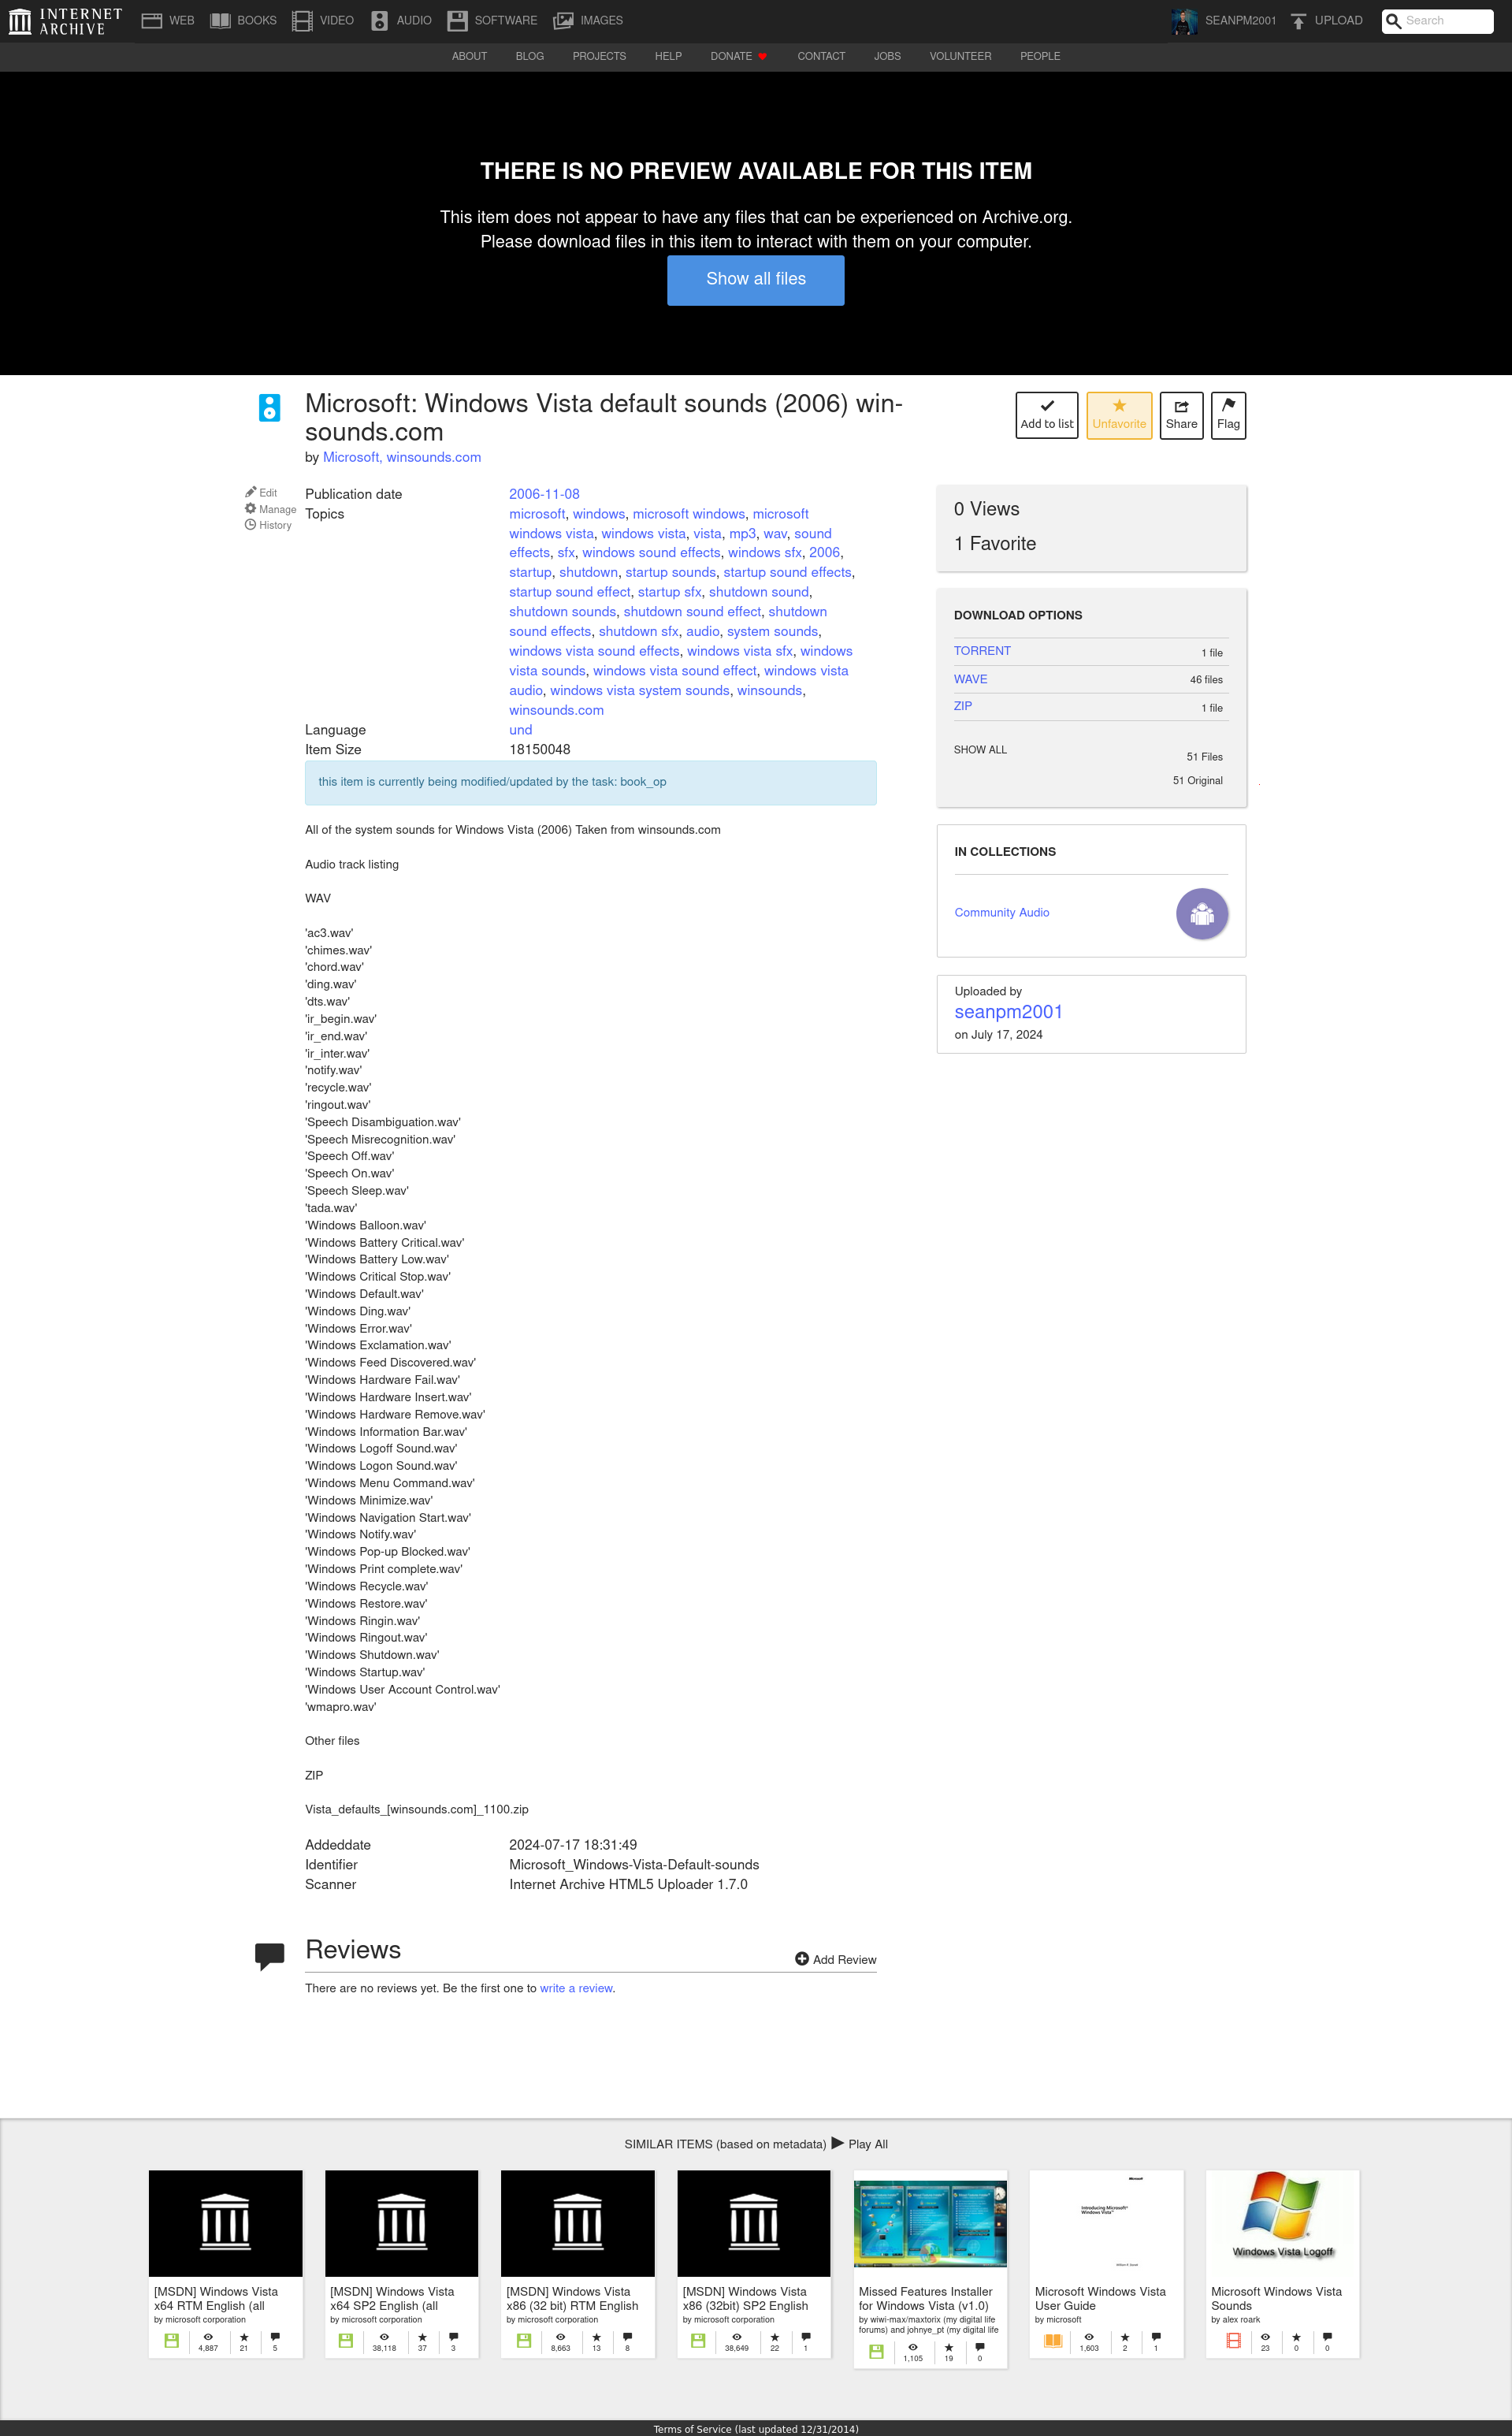 INTERNET
ARCHIVE
WEB BOOKS VIDEO AUDIO SOFTWARE IMAGES
SEANPM2001 UPLOAD Search
ABOUT BLOG PROJECTS HELP DONATE CONTACT JOBS VOLUNTEER PEOPLE
THERE IS NO PREVIEW AVAILABLE FOR THIS ITEM
This item does not appear to have any files that can be experienced on Archive.org.
Please download files in this item to interact with them on your computer.
Show all files
Microsoft: Windows Vista default sounds (2006) win-
sounds.com
by Microsoft, winsounds.com
Add to list
Unfavorite
Share
Flag
Edit
Manage
History
Publication date 2006-11-08
Topics microsoft, windows, microsoft windows, microsoft
windows vista, windows vista, vista, mp3, wav, sound
effects, sfx, windows sound effects, windows sfx, 2006,
startup, shutdown, startup sounds, startup sound effects,
startup sound effect, startup sfx, shutdown sound,
shutdown sounds, shutdown sound effect, shutdown
sound effects, shutdown sfx, audio, system sounds,
windows vista sound effects, windows vista sfx, windows
vista sounds, windows vista sound effect, windows vista
audio, windows vista system sounds, winsounds,
winsounds.com
Language und
Item Size 18150048
this item is currently being modified/updated by the task: book_op
All of the system sounds for Windows Vista (2006) Taken from winsounds.com
Audio track listing
WAV
'ac3.wav'
'chimes.wav'
'chord.wav'
'ding.wav'
'dts.wav'
'ir_begin.wav'
'ir_end.wav'
'ir_inter.wav'
'notify.wav'
'recycle.wav'
'ringout.wav'
'Speech Disambiguation.wav'
'Speech Misrecognition.wav'
'Speech Off.wav'
'Speech On.wav'
'Speech Sleep.wav'
'tada.wav'
'Windows Balloon.wav'
'Windows Battery Critical.wav'
'Windows Battery Low.wav'
'Windows Critical Stop.wav'
'Windows Default.wav'
'Windows Ding.wav'
'Windows Error.wav'
'Windows Exclamation.wav'
'Windows Feed Discovered.wav'
'Windows Hardware Fail.wav'
'Windows Hardware Insert.wav'
'Windows Hardware Remove.wav'
'Windows Information Bar.wav'
'Windows Logoff Sound.wav'
'Windows Logon Sound.wav'
'Windows Menu Command.wav'
'Windows Minimize.wav'
'Windows Navigation Start.wav'
'Windows Notify.wav'
'Windows Pop-up Blocked.wav'
'Windows Print complete.wav'
'Windows Recycle.wav'
'Windows Restore.wav'
'Windows Ringin.wav'
'Windows Ringout.wav'
'Windows Shutdown.wav'
'Windows Startup.wav'
'Windows User Account Control.wav'
'wmapro.wav'
Other files
ZIP
Vista_defaults_[winsounds.com]_1100.zip
Addeddate 2024-07-17 18:31:49
Identifier Microsoft_Windows-Vista-Default-sounds
Scanner Internet Archive HTML5 Uploader 1.7.0
0 Views
1 Favorite
DOWNLOAD OPTIONS
TORRENT 1 file
WAVE 46 files
ZIP 1 file
SHOW ALL 51 Files
51 Original
IN COLLECTIONS
Community Audio
Uploaded by
seanpm2001
on July 17, 2024
Reviews
Add Review
There are no reviews yet. Be the first one to write a review.
SIMILAR ITEMS (based on metadata) Play All
[MSDN] Windows Vista
x64 RTM English (all
by microsoft corporation
4,887 21 5
[MSDN] Windows Vista
x64 SP2 English (all
by microsoft corporation
38,118 37 3
[MSDN] Windows Vista
x86 (32 bit) RTM English
by microsoft corporation
8,663 13 8
[MSDN] Windows Vista
x86 (32bit) SP2 English
by microsoft corporation
38,649 22 1
Missed Features Installer
for Windows Vista (v1.0)
by wiwi-max/maxtorix (my digital life
forums) and johnye_pt (my digital life
1,105 19 0
Microsoft
Introducing Microsoft
Windows Vista
Microsoft Windows Vista
User Guide
by microsoft
1,603 2 1
Windows Vista Logoff
Microsoft Windows Vista
Sounds
by alex roark
23 0 0
Terms of Service (last updated 12/31/2014)